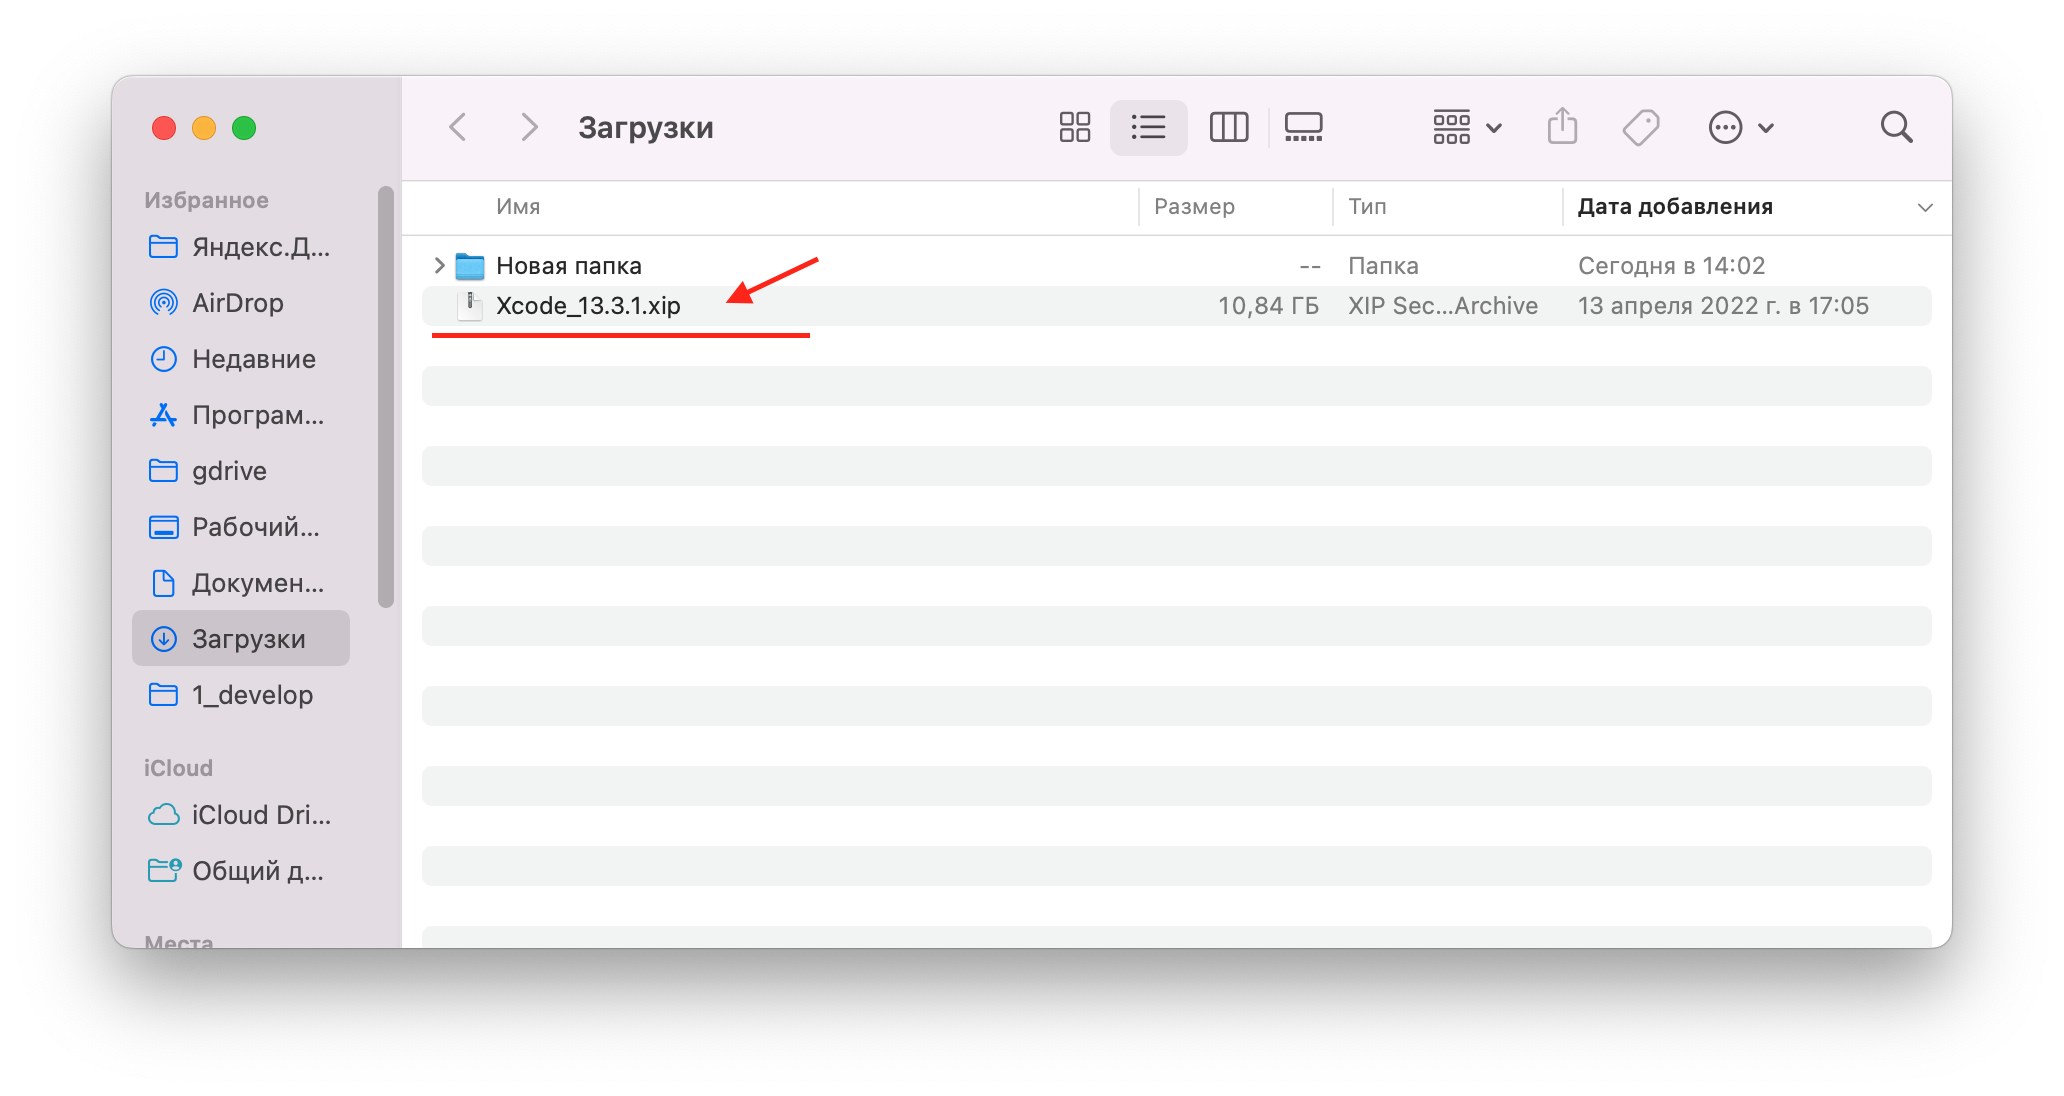 Загрузки
Избранное
Яндекс.Д...
AirDrop
Недавние
Програм...
gdrive
Рабочий...
Докумен...
Загрузки
1_develop
iCloud
iCloud Dri...
Общий д...
Места
Имя Размер Тип Дата добавления
Новая папка -- Папка Сегодня в 14:02
Xcode_13.3.1.xip 10,84 ГБ XIP Sec...Archive 13 апреля 2022 г. в 17:05